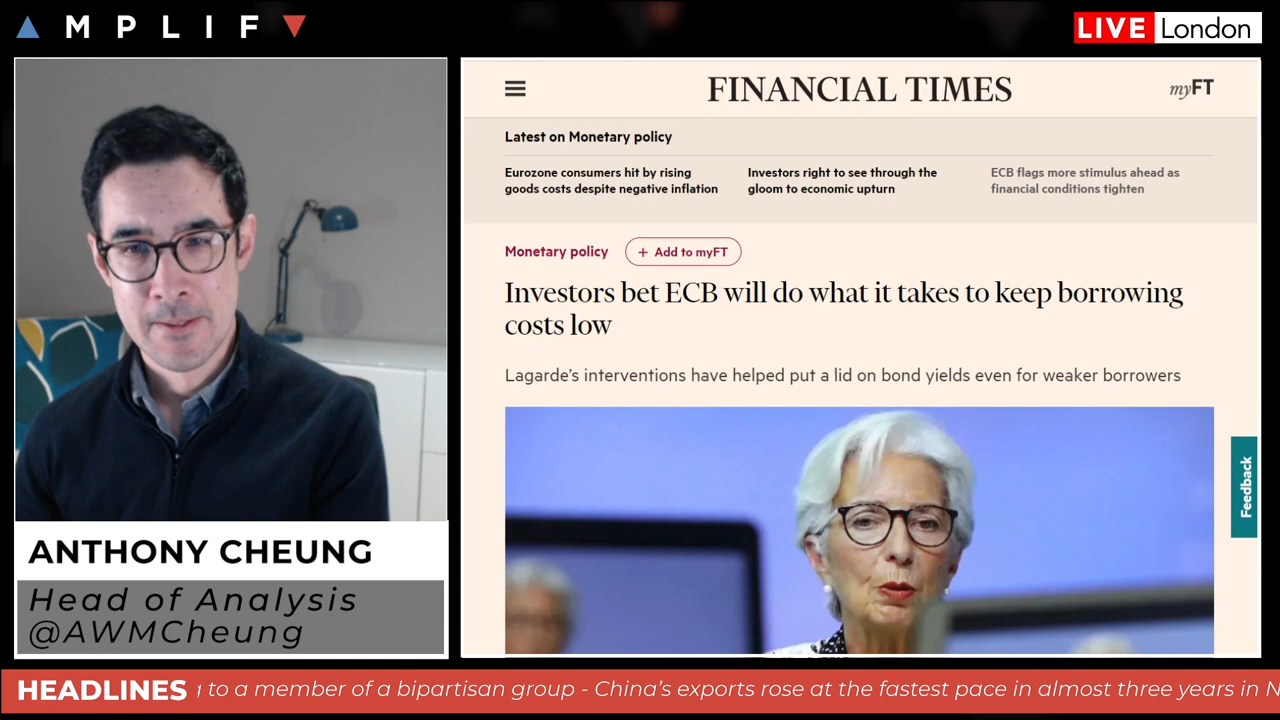 AMPLIFY
LIVE London
FINANCIAL TIMES
myFT
Latest on Monetary policy
Eurozone consumers hit by rising
goods costs despite negative inflation
Investors right to see through the
gloom to economic upturn
ECB flags more stimulus ahead as
financial conditions tighten
Monetary policy
+ Add to myFT
Investors bet ECB will do what it takes to keep borrowing
costs low
Lagarde's interventions have helped put a lid on bond yields even for weaker borrowers
Feedback
ANTHONY CHEUNG
Head of Analysis
@AWMCheung
HEADLINES to a member of a bipartisan group - China's exports rose at the fastest pace in almost three years in